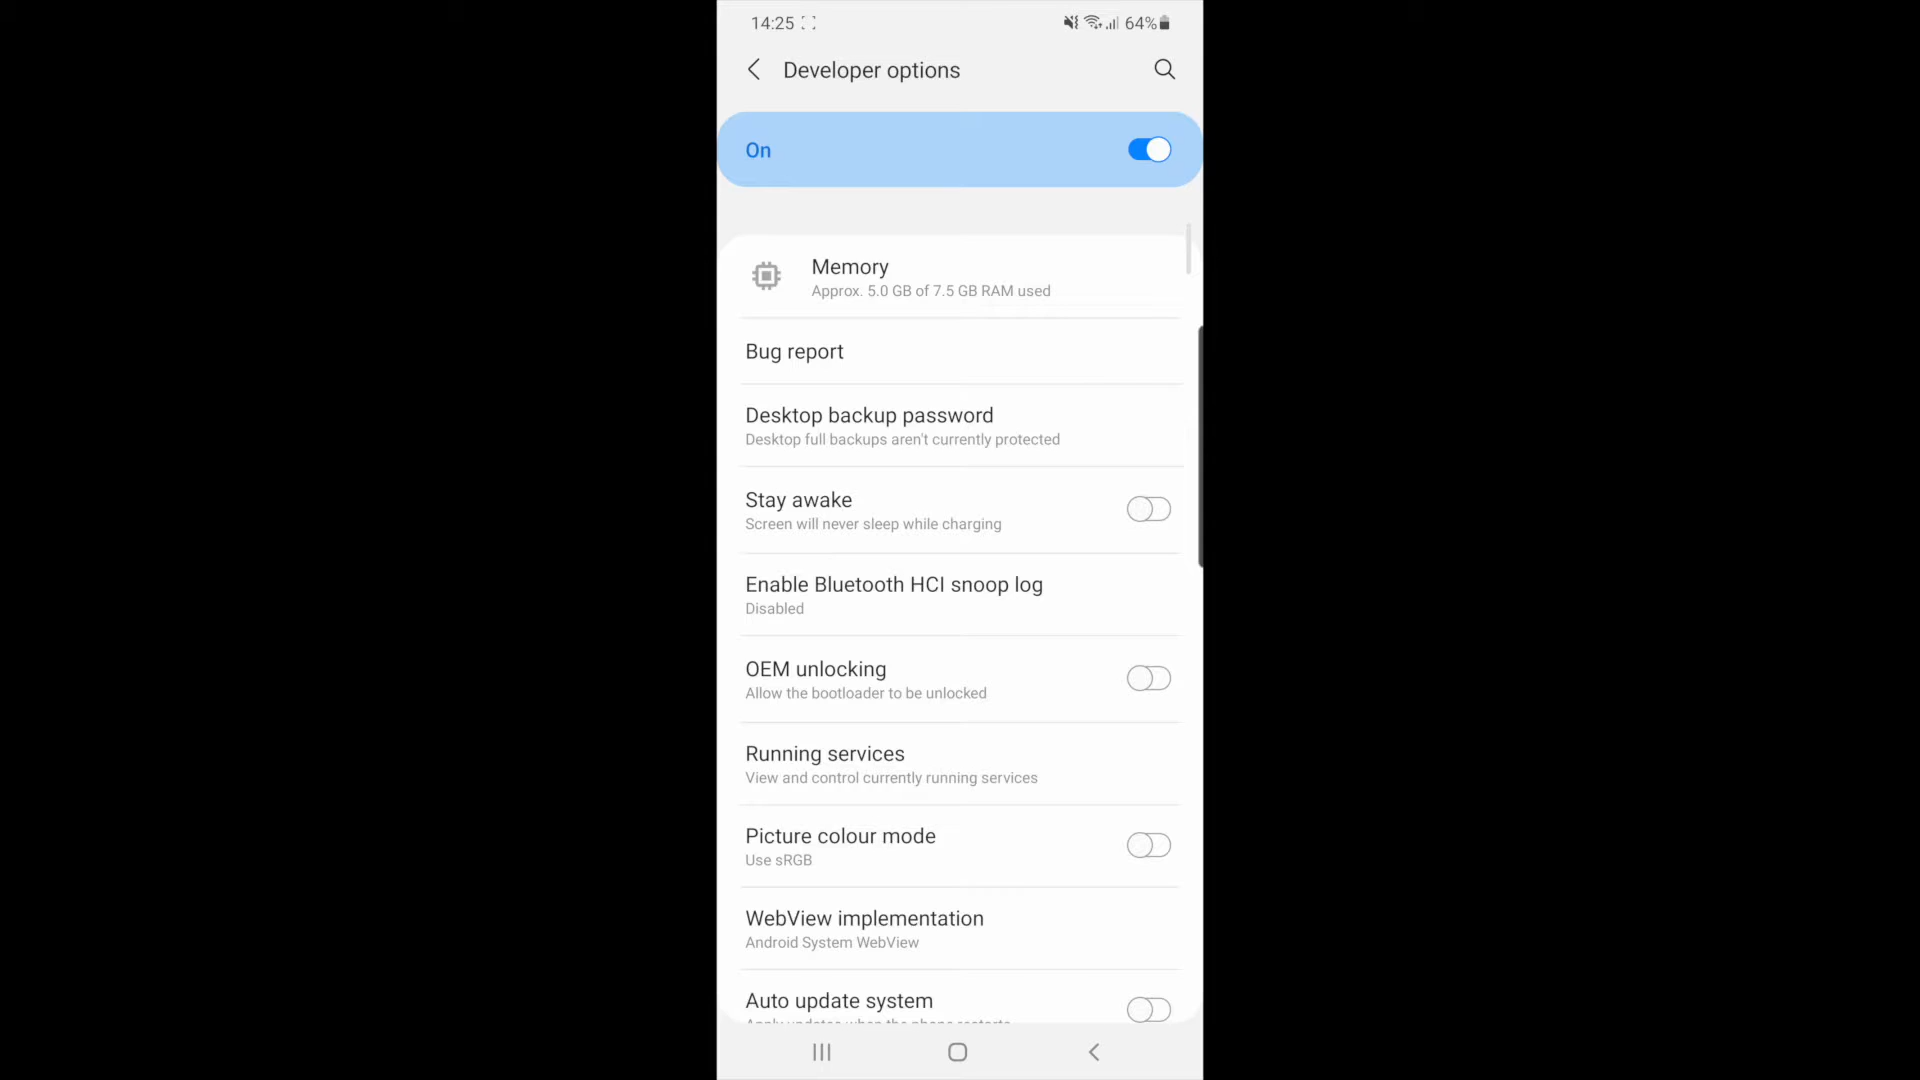 14:25
64%
Developer options
On
Memory
Approx. 5.0 GB of 7.5 GB RAM used
Bug report
Desktop backup password
Desktop full backups aren't currently protected
Stay awake
Screen will never sleep while charging
Enable Bluetooth HCI snoop log
Disabled
OEM unlocking
Allow the bootloader to be unlocked
Running services
View and control currently running services
Picture colour mode
Use sRGB
WebView implementation
Android System WebView
Auto update system
Apply updates when the phone restarts